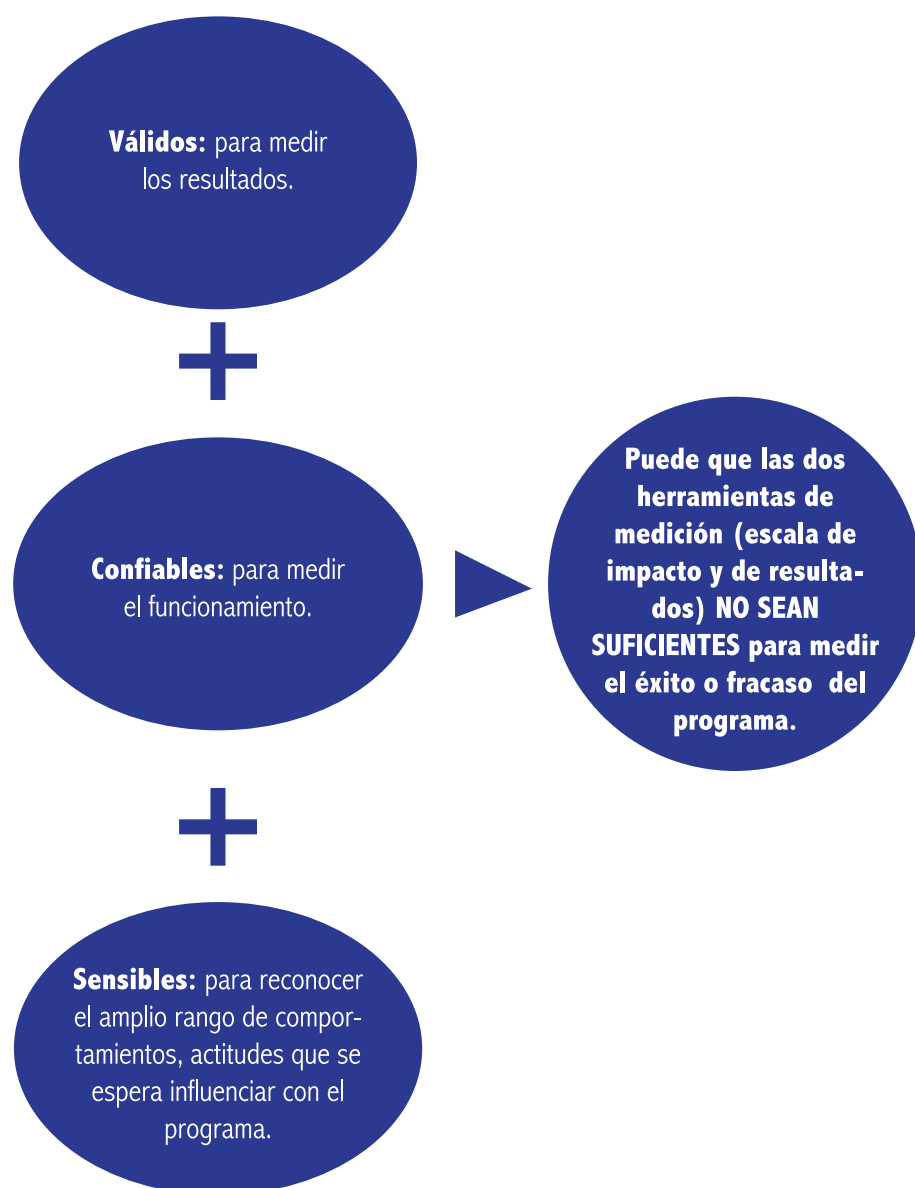 Válidos: para medir
los resultados.
+
Confiables: para medir
el funcionamiento.
+
Sensibles: para reconocer
el amplio rango de compor-
tamientos, actitudes que se
espera influenciar con el
programa.
Puede que las dos
herramientas de
medición (escala de
impacto y de resulta-
dos) NO SEAN
SUFICIENTES para medir
el éxito o fracaso del
programa.